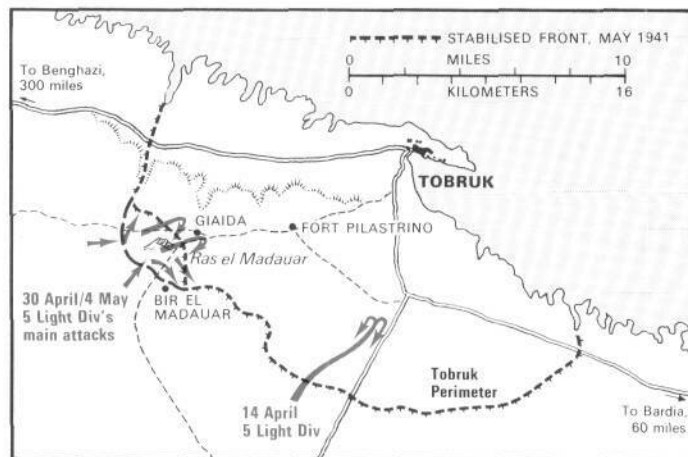 STABILISED FRONT, MAY 1941
MILES
0 10
KILOMETERS
0 16
To Benghazi,
300 miles
TOBRUK
GIAIDA
FORT PILASTRINO
Ras el Madauar
30 April/4 May
5 Light Div's
main attacks
BIR EL
MADAUAR
14 April
5 Light Div
Tobruk
Perimeter
To Bardia,
60 miles